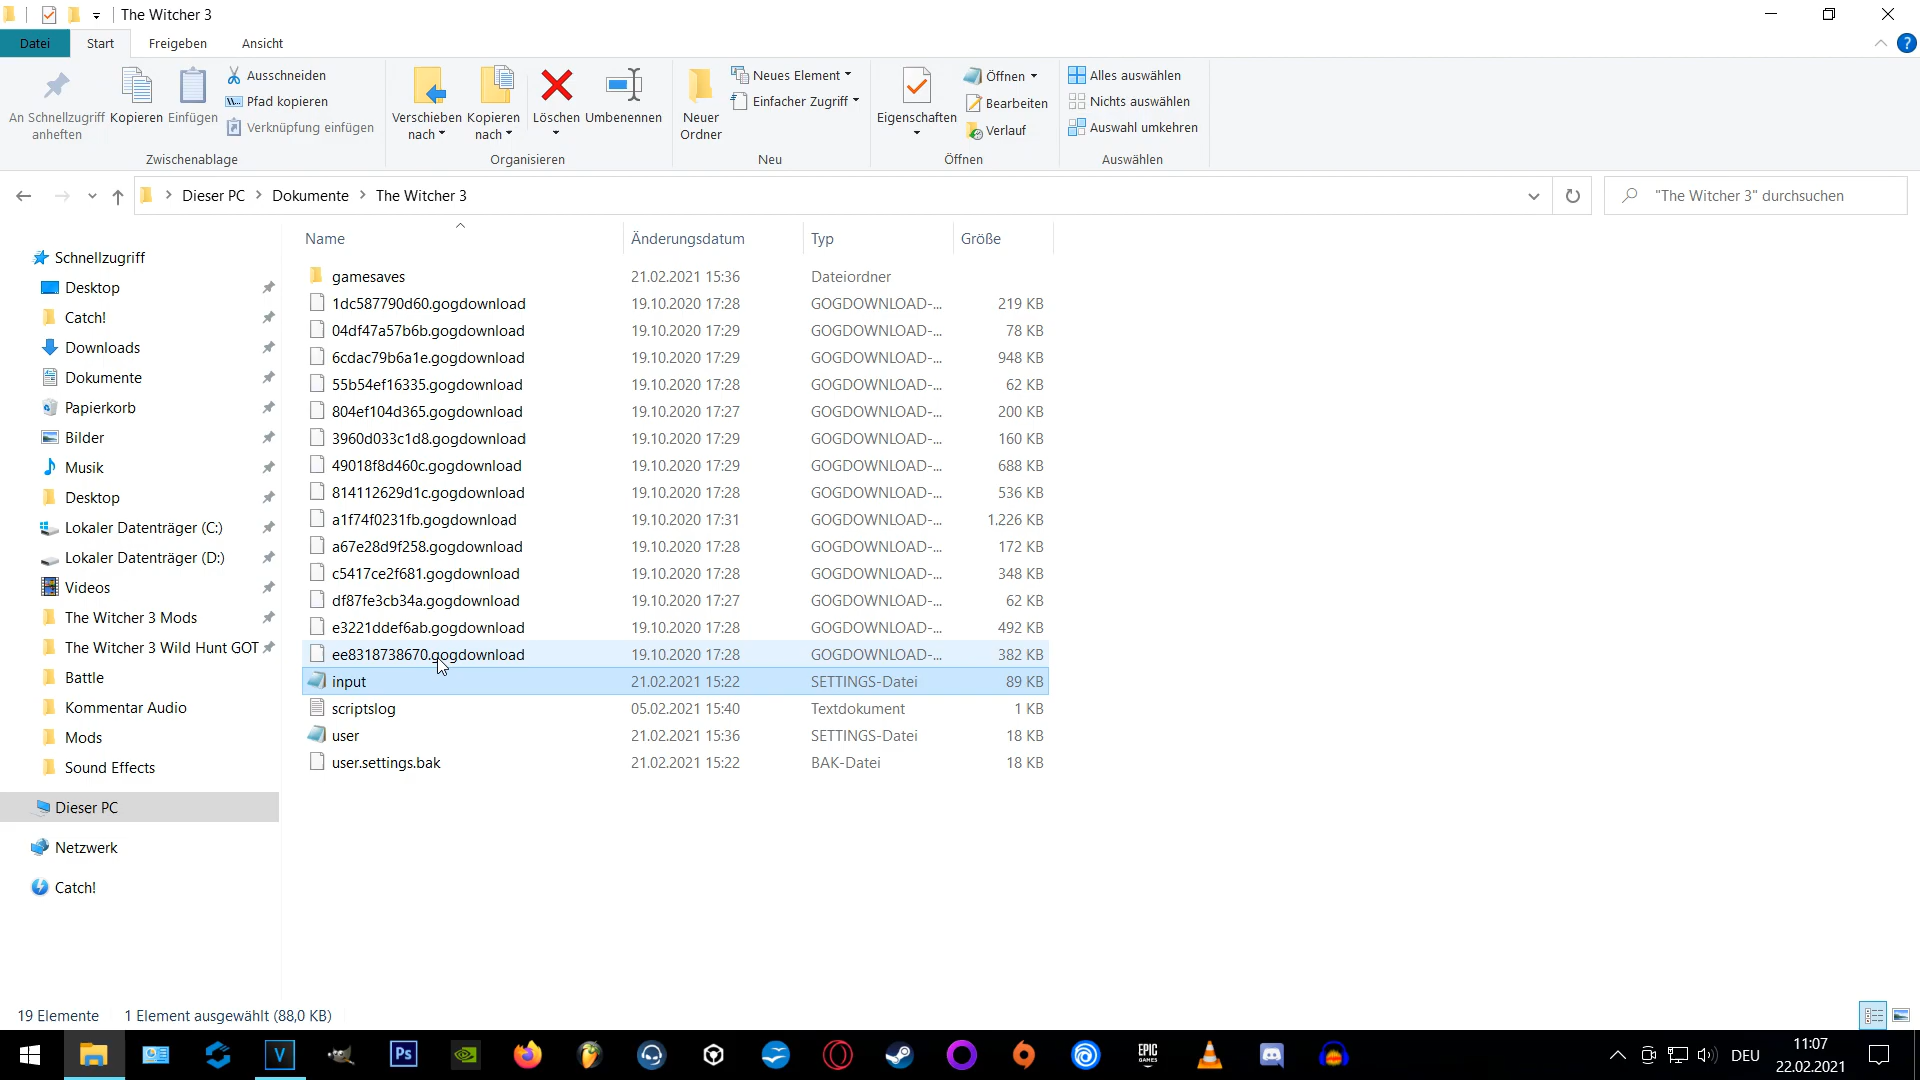 The Witcher 3
Datei Start Freigeben Ansicht
An Schnellzugriff anheften
Kopieren
Einfügen
Ausschneiden
Pfad kopieren
Verknüpfung einfügen
Zwischenablage
Verschieben nach
Kopieren nach
Löschen
Umbenennen
Organisieren
Neuer Ordner
Neues Element
Einfacher Zugriff
Neu
Eigenschaften
Öffnen
Bearbeiten
Verlauf
Öffnen
Alles auswählen
Nichts auswählen
Auswahl umkehren
Auswählen
Dieser PC > Dokumente > The Witcher 3
"The Witcher 3" durchsuchen
Schnellzugriff
Desktop
Catch!
Downloads
Dokumente
Papierkorb
Bilder
Musik
Desktop
Lokaler Datenträger (C:)
Lokaler Datenträger (D:)
Videos
The Witcher 3 Mods
The Witcher 3 Wild Hunt GOT
Battle
Kommentar Audio
Mods
Sound Effects
Dieser PC
Netzwerk
Catch!
Name Änderungsdatum Typ Größe
gamesaves 21.02.2021 15:36 Dateiordner
1dc587790d60.gogdownload 19.10.2020 17:28 GOGDOWNLOAD-... 219 KB
04df47a57b6b.gogdownload 19.10.2020 17:29 GOGDOWNLOAD-... 78 KB
6cdac79b6a1e.gogdownload 19.10.2020 17:29 GOGDOWNLOAD-... 948 KB
55b54ef16335.gogdownload 19.10.2020 17:28 GOGDOWNLOAD-... 62 KB
804ef104d365.gogdownload 19.10.2020 17:27 GOGDOWNLOAD-... 200 KB
3960d033c1d8.gogdownload 19.10.2020 17:29 GOGDOWNLOAD-... 160 KB
49018f8d460c.gogdownload 19.10.2020 17:29 GOGDOWNLOAD-... 688 KB
814112629d1c.gogdownload 19.10.2020 17:28 GOGDOWNLOAD-... 536 KB
a1f74f0231fb.gogdownload 19.10.2020 17:31 GOGDOWNLOAD-... 1.226 KB
a67e28d9f258.gogdownload 19.10.2020 17:28 GOGDOWNLOAD-... 172 KB
c5417ce2f681.gogdownload 19.10.2020 17:28 GOGDOWNLOAD-... 348 KB
df87fe3cb34a.gogdownload 19.10.2020 17:27 GOGDOWNLOAD-... 62 KB
e3221ddef6ab.gogdownload 19.10.2020 17:28 GOGDOWNLOAD-... 492 KB
ee8318738670.gogdownload 19.10.2020 17:28 GOGDOWNLOAD-... 382 KB
input 21.02.2021 15:22 SETTINGS-Datei 89 KB
scriptslog 05.02.2021 15:40 Textdokument 1 KB
user 21.02.2021 15:36 SETTINGS-Datei 18 KB
user.settings.bak 21.02.2021 15:22 BAK-Datei 18 KB
19 Elemente 1 Element ausgewählt (88,0 KB)
V
Ps
EPIC GAMES
DEU
11:07
22.02.2021